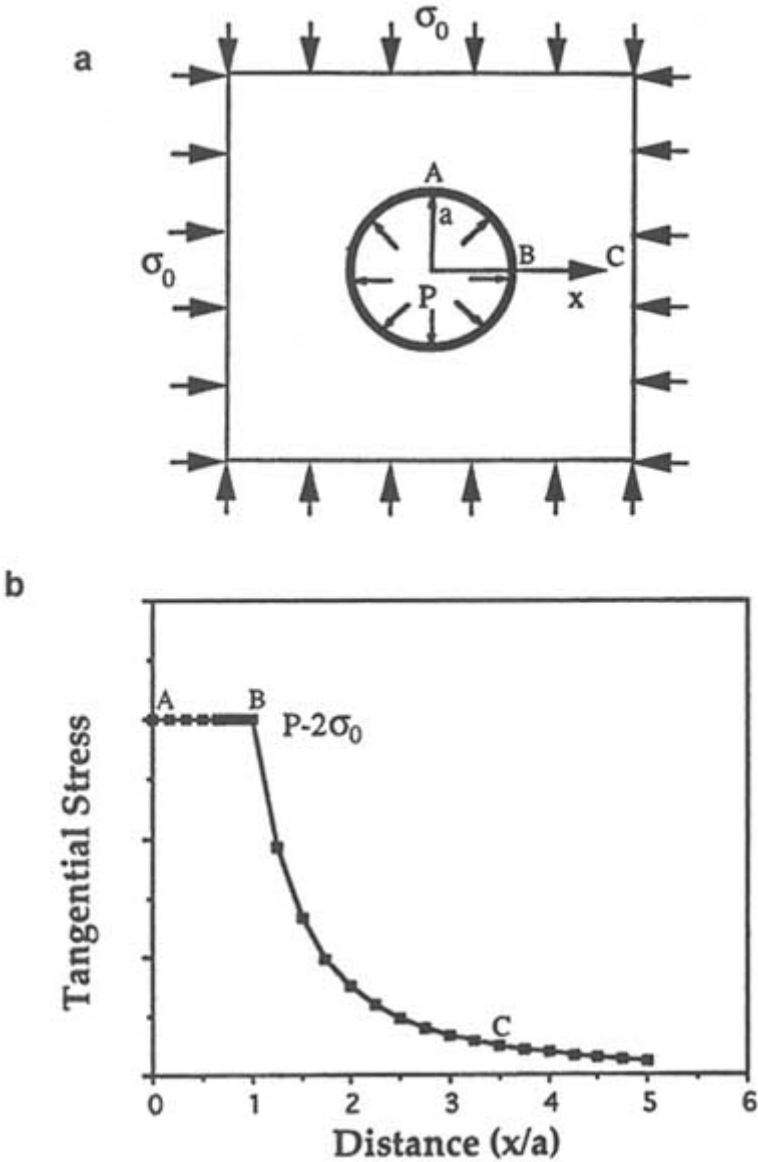 a
σ₀
A
a
B
C
σ₀
P
x
b
A
B
P-2σ₀
C
Tangential Stress
0 1 2 3 4 5 6
Distance (x/a)